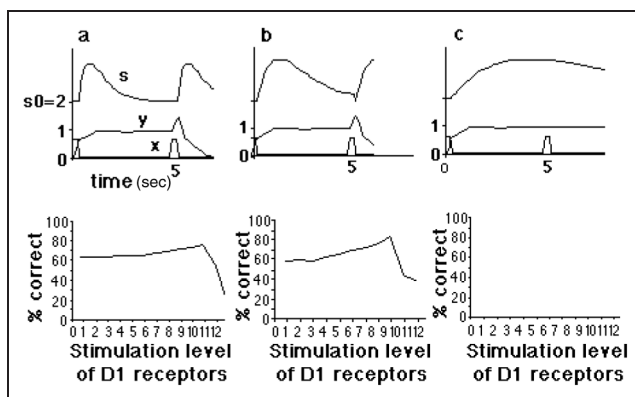 a
b
c
s
s0=2
y
1
x
0
5
time (sec)
1
0
5
1
0
0
5
% correct
100
80
60
40
20
0
0 1 2 3 4 5 6 7 8 9 10 11 12
Stimulation level
of D1 receptors
% correct
100
80
60
40
20
0
0 1 2 3 4 5 6 7 8 9 10 11 12
Stimulation level
of D1 receptors
% correct
100
80
60
40
20
0
0 1 2 3 4 5 6 7 8 9 10 11 12
Stimulation level
of D1 receptors